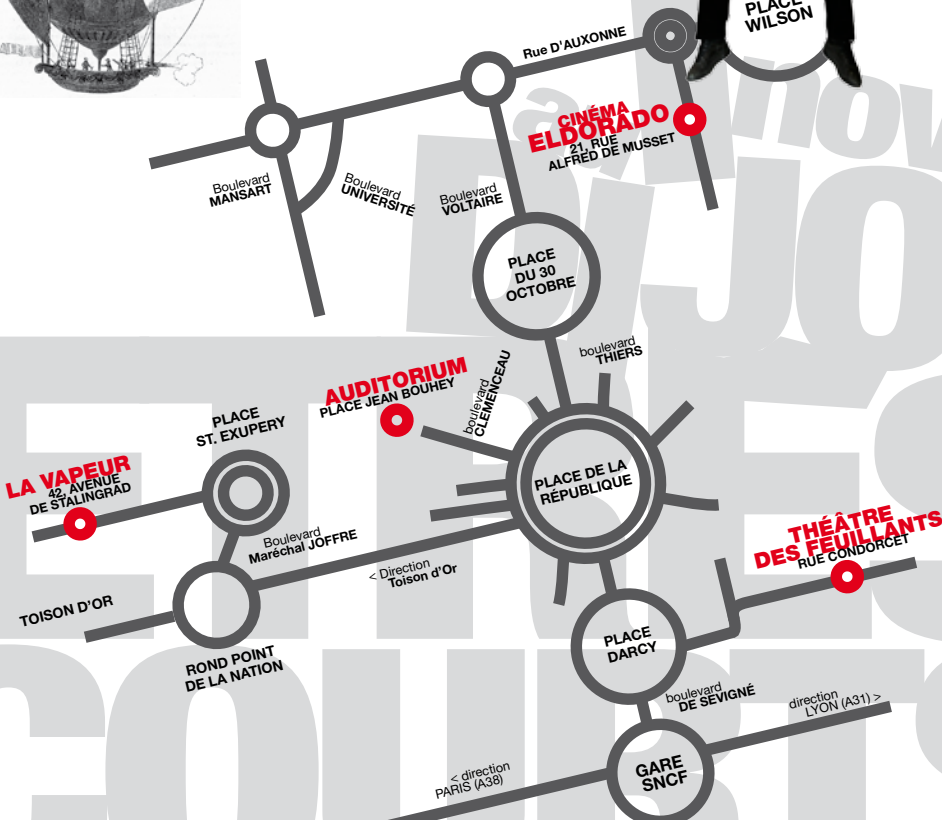 PLACE
WILSON
Rue D'AUXONNE
CINÉMA
ELDORADO
21, RUE
ALFRED DE MUSSET
Boulevard
MANSART
Boulevard
UNIVERSITÉ
Boulevard
VOLTAIRE
PLACE
DU 30
OCTOBRE
boulevard
THIERS
boulevard
CLEMENCEAU
AUDITORIUM
PLACE JEAN BOUHEY
PLACE
ST. EXUPERY
LA VAPEUR
42, AVENUE
DE STALINGRAD
PLACE DE LA
RÉPUBLIQUE
Boulevard
Maréchal JOFFRE
< Direction
Toison d'Or
THÉÂTRE
DES FEUILLANTS
RUE CONDORCET
TOISON D'OR
ROND POINT
DE LA NATION
PLACE
DARCY
boulevard
DE SEVIGNÉ
direction
LYON (A31) >
GARE
SNCF
< direction
PARIS (A38)
DIJO
ETRES
COURTS